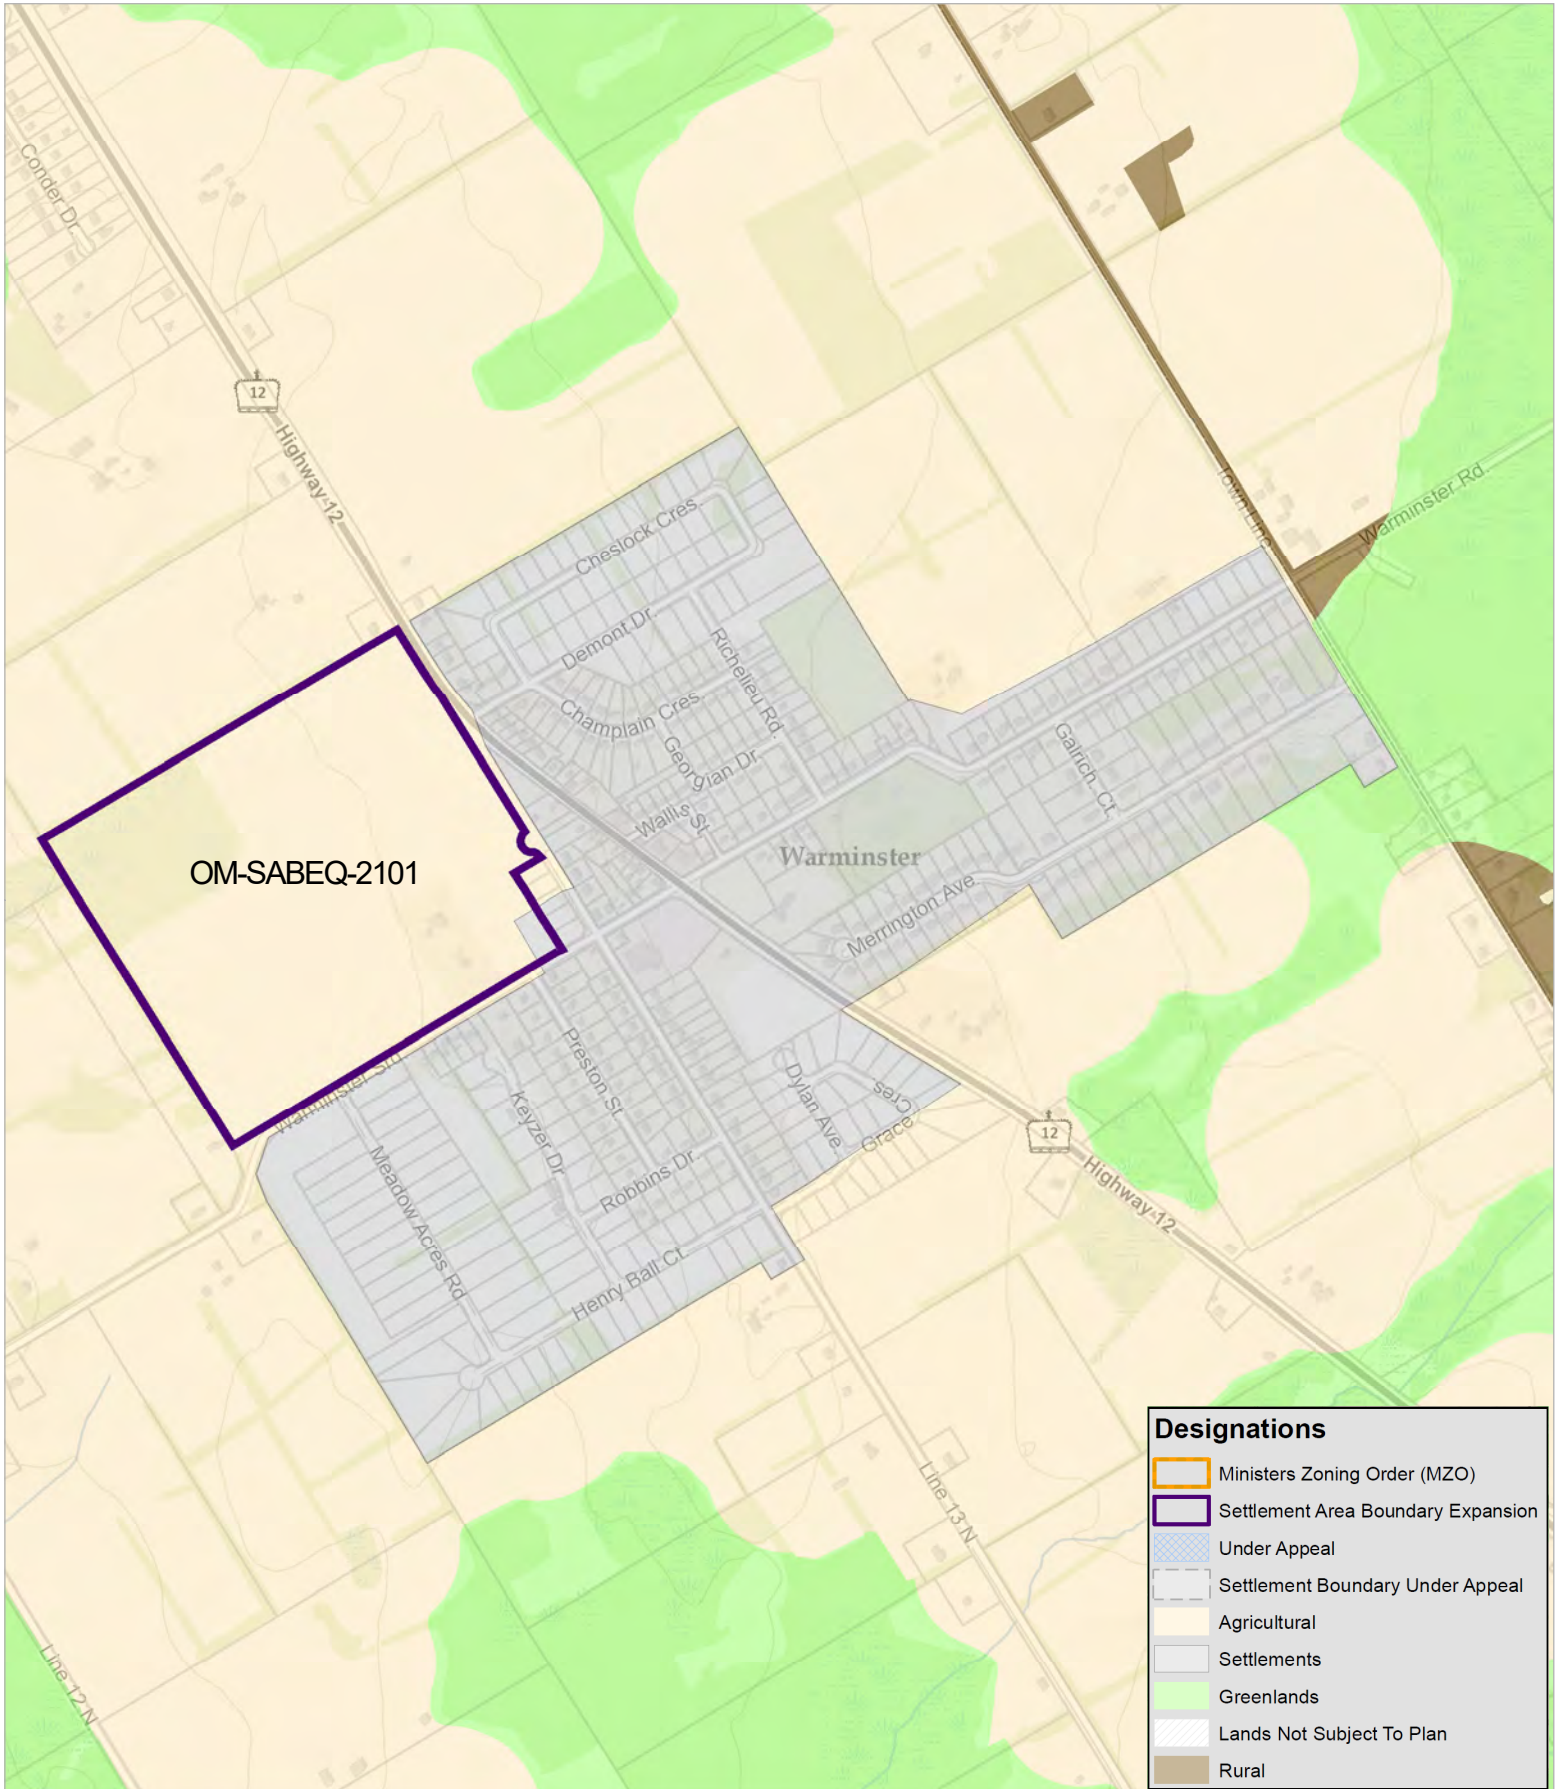 Conder Dr.
12
Highway 12
Town Line
Warminster Rd.
Cheslock Cres.
Demont Dr.
Richelieu Rd.
Champlain Cres.
Georgian Dr
Wallis St.
Galrich. Ct.
Warminster
OM-SABEQ-2101
Merrington Ave
Warminster Srd
Preston St
Keyzer Dr
Dylan Ave.
Grace Cres
12
Highway 12
Meadow Acres Rd
Robbins Dr.
Henry Ball Ct.
Line 13 N
Line 12 N
Designations
Ministers Zoning Order (MZO)
Settlement Area Boundary Expansion
Under Appeal
Settlement Boundary Under Appeal
Agricultural
Settlements
Greenlands
Lands Not Subject To Plan
Rural